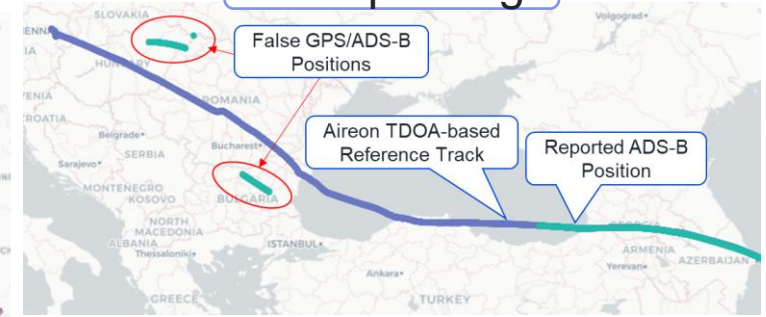 SLOVAKIA
Volgograd
False GPS/ADS-B
Positions
HUNGARY
ROMANIA
CROATIA
Belgrade
Bucharest
Aireon TDOA-based
Reference Track
Reported ADS-B
Position
Sarajevo
SERBIA
MONTENEGRO
KOSOVO
BULGARIA
NORTH
MACEDONIA
GEORGIA
ALBANIA
ISTANBUL
ARMENIA
Thessaloniki
AZERBAIJAN
Ankara
Yerevan
GREECE
TURKEY